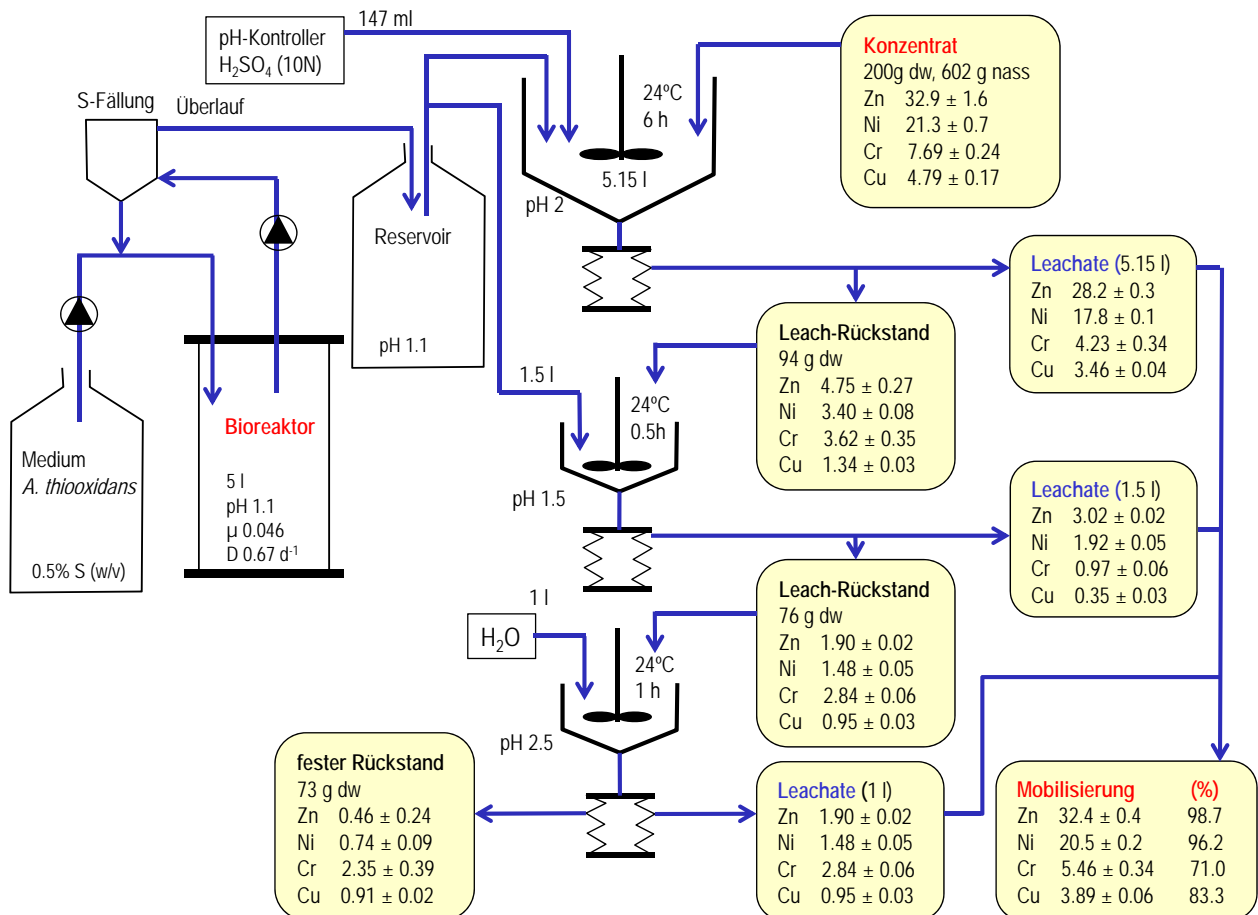 147 ml
pH-Kontroller
H₂SO₄ (10N)
S-Fällung
Überlauf
24ºC
6 h
5.15 l
pH 2
Konzentrat
200g dw, 602 g nass
Zn 32.9 ± 1.6
Ni 21.3 ± 0.7
Cr 7.69 ± 0.24
Cu 4.79 ± 0.17
Reservoir
pH 1.1
Leachate (5.15 l)
Zn 28.2 ± 0.3
Ni 17.8 ± 0.1
Cr 4.23 ± 0.34
Cu 3.46 ± 0.04
Leach-Rückstand
94 g dw
Zn 4.75 ± 0.27
Ni 3.40 ± 0.08
Cr 3.62 ± 0.35
Cu 1.34 ± 0.03
1.5 l
24ºC
0.5h
pH 1.5
Medium
A. thiooxidans
0.5% S (w/v)
Bioreaktor
5 l
pH 1.1
µ 0.046
D 0.67 d⁻¹
Leachate (1.5 l)
Zn 3.02 ± 0.02
Ni 1.92 ± 0.05
Cr 0.97 ± 0.06
Cu 0.35 ± 0.03
Leach-Rückstand
76 g dw
Zn 1.90 ± 0.02
Ni 1.48 ± 0.05
Cr 2.84 ± 0.06
Cu 0.95 ± 0.03
1 l
H₂O
24ºC
1 h
pH 2.5
fester Rückstand
73 g dw
Zn 0.46 ± 0.24
Ni 0.74 ± 0.09
Cr 2.35 ± 0.39
Cu 0.91 ± 0.02
Leachate (1 l)
Zn 1.90 ± 0.02
Ni 1.48 ± 0.05
Cr 2.84 ± 0.06
Cu 0.95 ± 0.03
Mobilisierung (%)
Zn 32.4 ± 0.4 98.7
Ni 20.5 ± 0.2 96.2
Cr 5.46 ± 0.34 71.0
Cu 3.89 ± 0.06 83.3